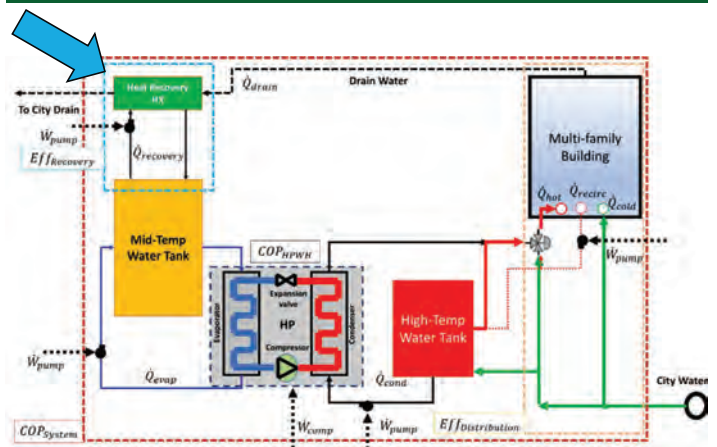 Heat Recovery
HX
Q̇drain
Drain Water
To City Drain
Ẇpump
EffRecovery
Q̇recovery
Multi-family
Building
Q̇hot
Q̇recirc
Q̇cold
Mid-Temp
Water Tank
COPHPWH
Ẇpump
Expansion
valve
Evaporator
HP
Condenser
Compressor
High-Temp
Water Tank
Ẇpump
Q̇evap
Q̇cond
City Water
COPSystem
Ẇcomp
Ẇpump
EffDistribution